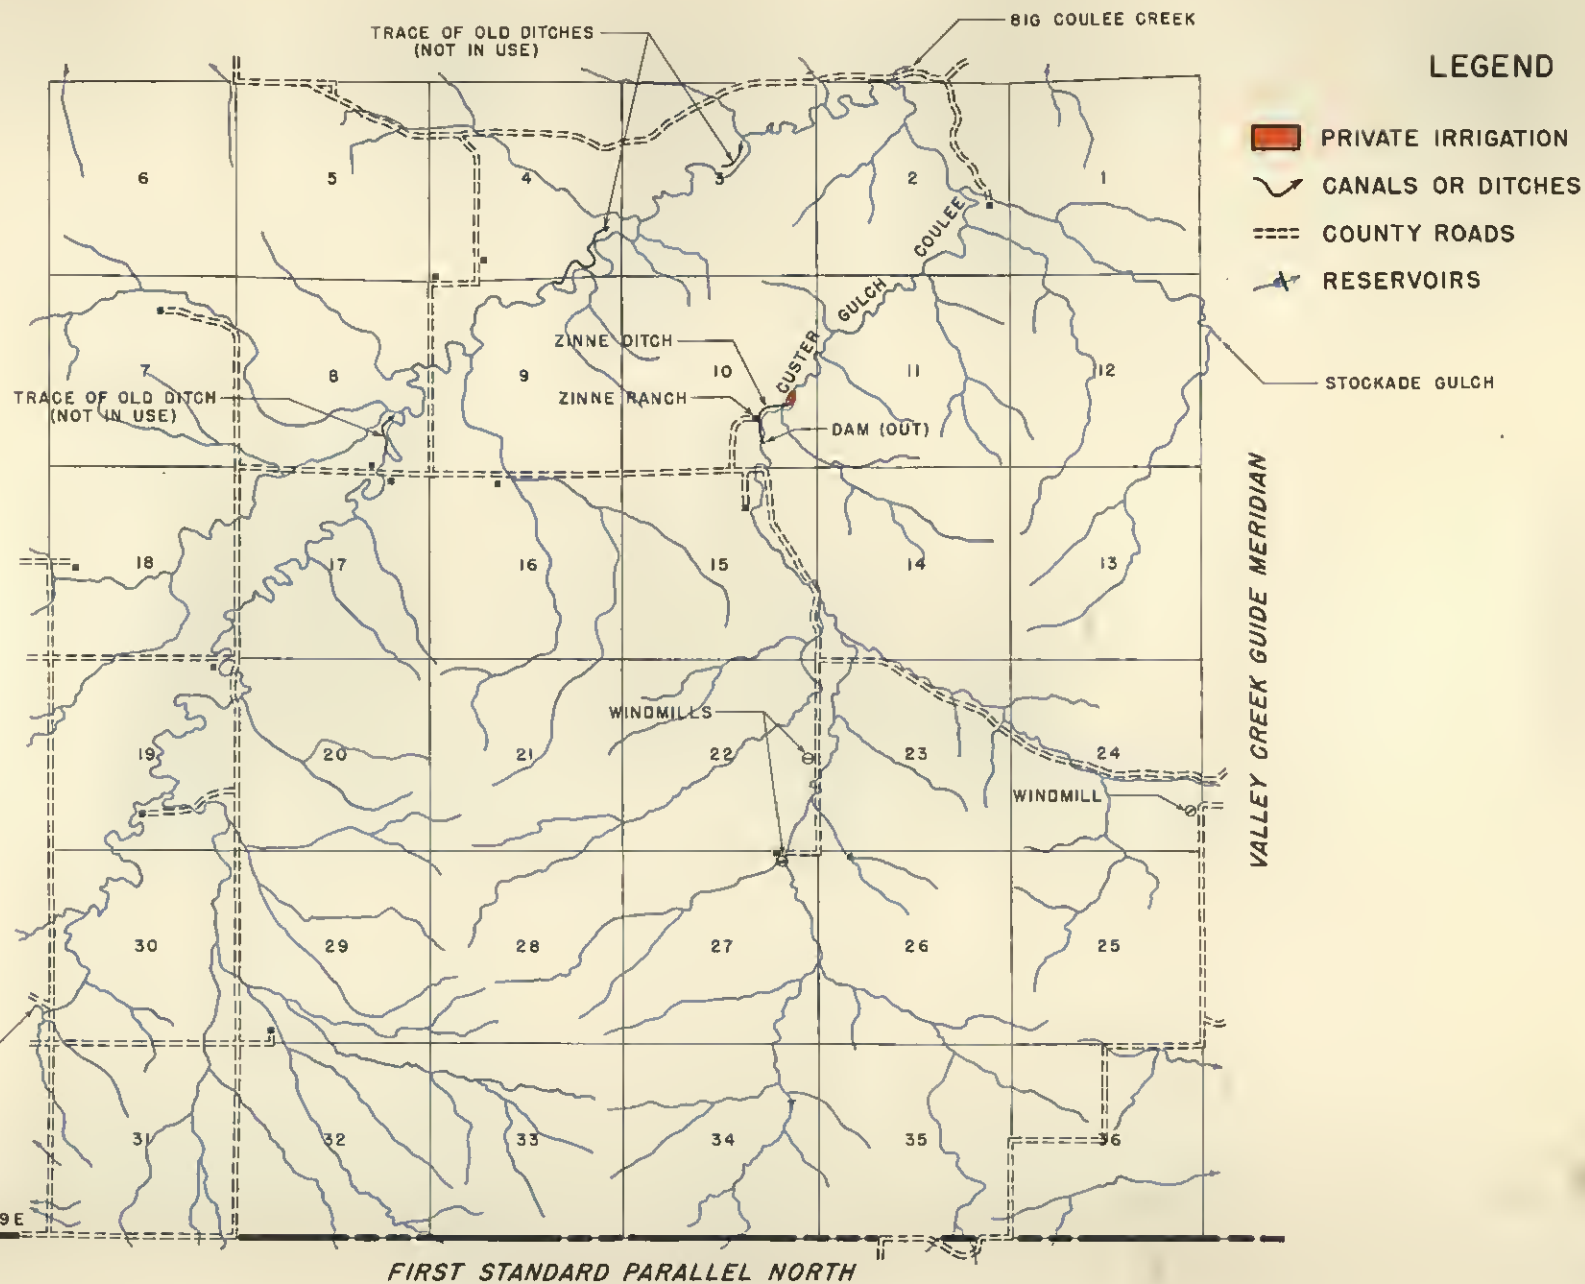 TRACE OF OLD DITCHES
(NOT IN USE)
BIG COULEE CREEK
LEGEND
PRIVATE IRRIGATION
CANALS OR DITCHES
COUNTY ROADS
RESERVOIRS
6
5
4
3
2
1
COULEE
GULCH
CUSTER
ZINNE DITCH
7
8
9
10
11
12
STOCKADE GULCH
TRACE OF OLD DITCH
(NOT IN USE)
ZINNE RANCH
DAM (OUT)
VALLEY CREEK GUIDE MERIDIAN
18
17
16
15
14
13
WINDMILLS
19
20
21
22
23
24
WINDMILL
30
29
28
27
26
25
31
32
33
34
35
36
9E
FIRST STANDARD PARALLEL NORTH